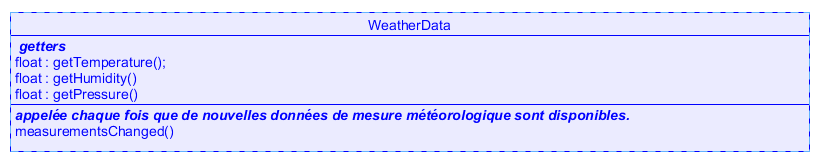 WeatherData
getters
float : getTemperature();
float : getHumidity()
float : getPressure()
appelée chaque fois que de nouvelles données de mesure météorologique sont disponibles.
measurementsChanged()